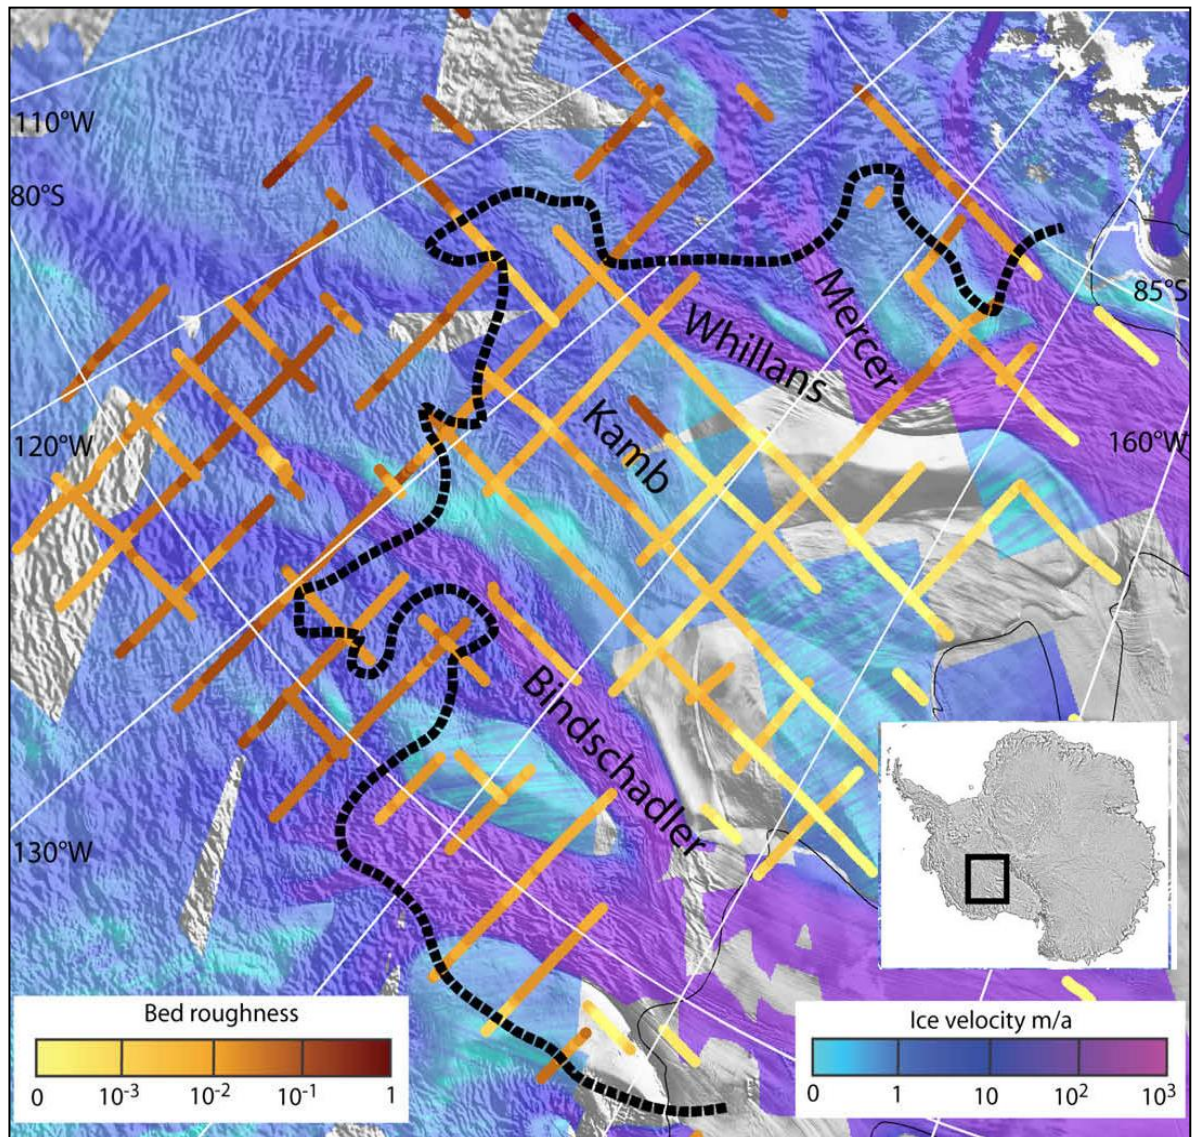 110°W
80°S
85°S
Mercer
Whillans
120°W
160°W
Kamb
Bindschadler
130°W
Bed roughness
0 10-3 10-2 10-1 1
Ice velocity m/a
0 1 10 10² 10³